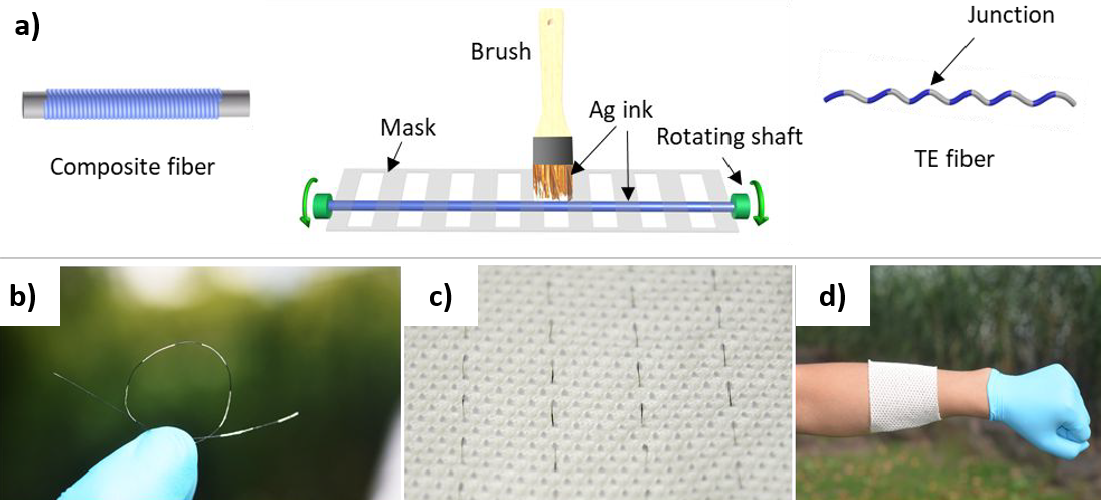 a)
Brush
Junction
Ag ink
Mask
Rotating shaft
Composite fiber
TE fiber
b)
c)
d)